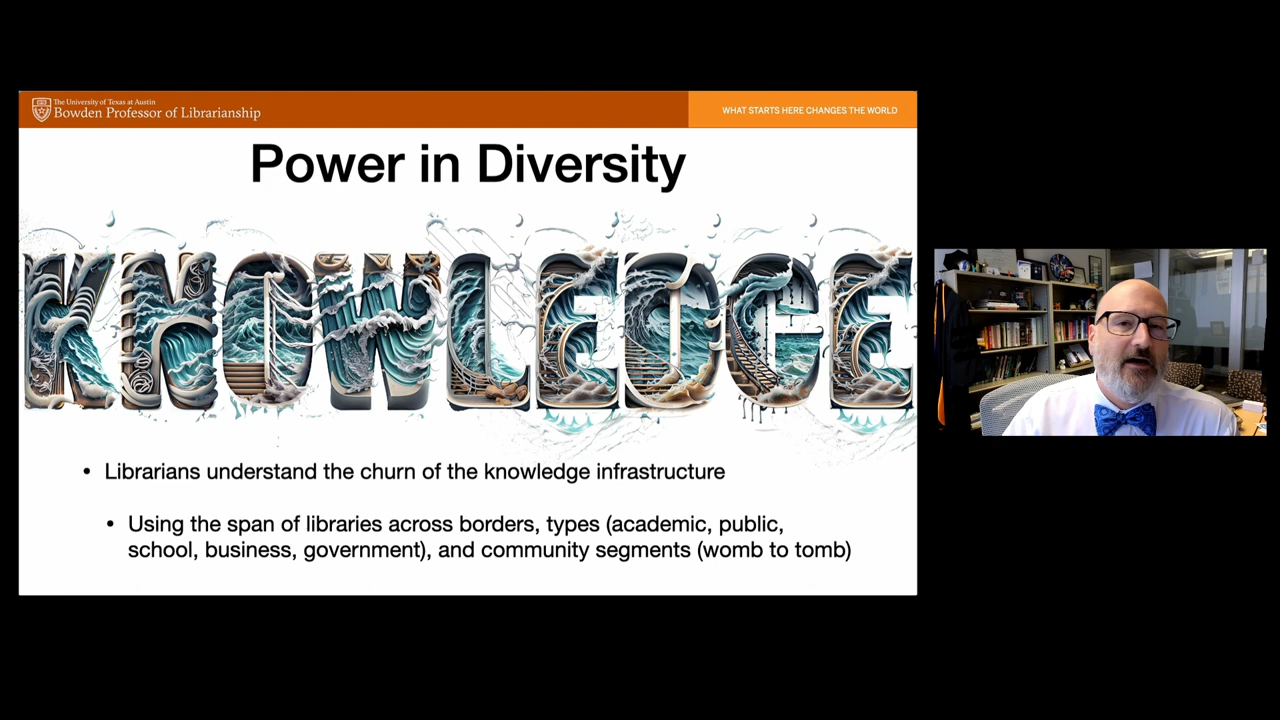 The University of Texas at Austin
Bowden Professor of Librarianship
WHAT STARTS HERE CHANGES THE WORLD
Power in Diversity
KNOWLEDGE
• Librarians understand the churn of the knowledge infrastructure
• Using the span of libraries across borders, types (academic, public,
school, business, government), and community segments (womb to tomb)